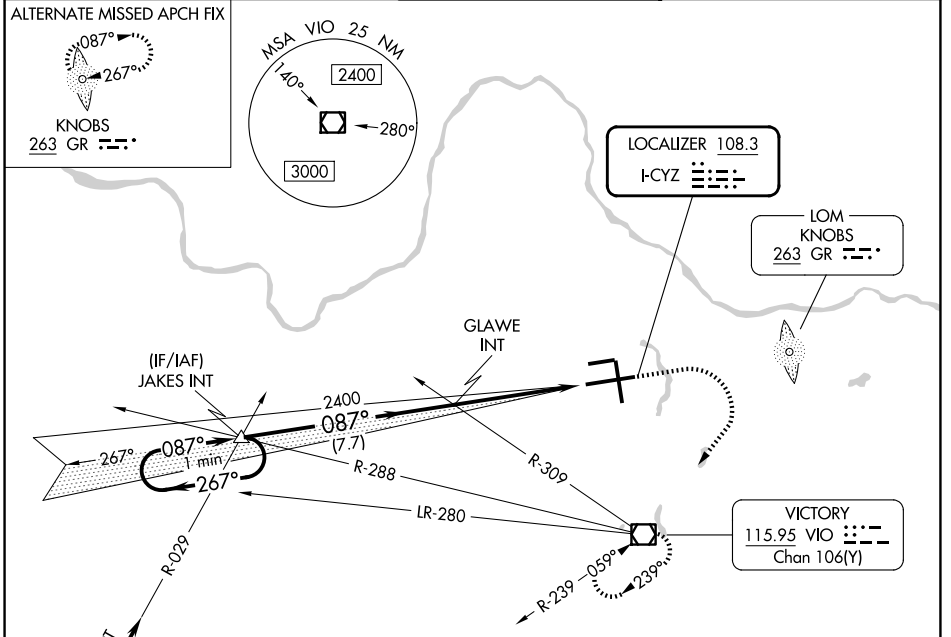 ALTERNATE MISSED APCH FIX
087°
267°
KNOBS
263 GR
MSA VIO 25 NM
140°
2400
280°
3000
LOCALIZER 108.3
I-CYZ
LOM
KNOBS
263 GR
GLAWE
INT
(IF/IAF)
JAKES INT
2400
087°
(7.7)
267°
087°
1 min
267°
R-288
R-309
LR-280
R-029
VICTORY
115.95 VIO
Chan 106(Y)
R-239
059°
239°